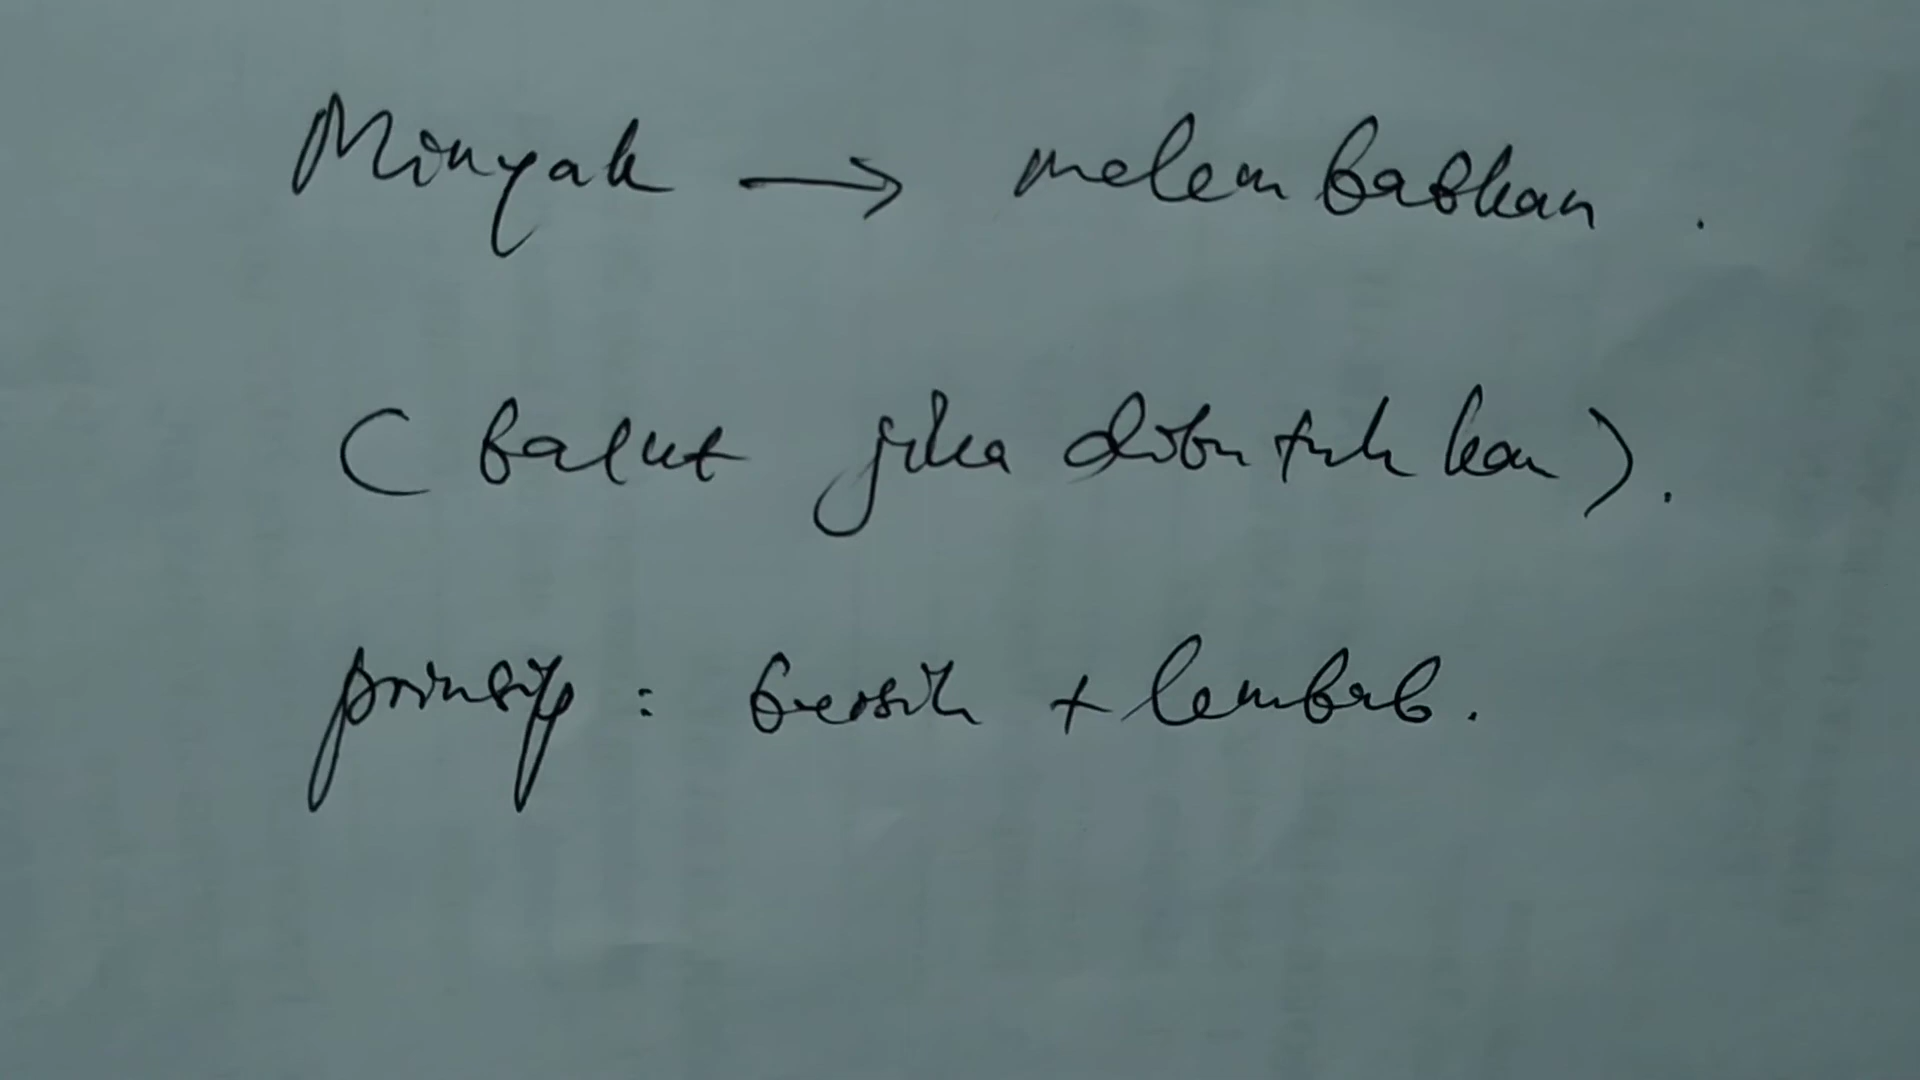 Minyak → melembabkan.
(balut jika dibutuhkan).
prinsip : bersih + lembab.